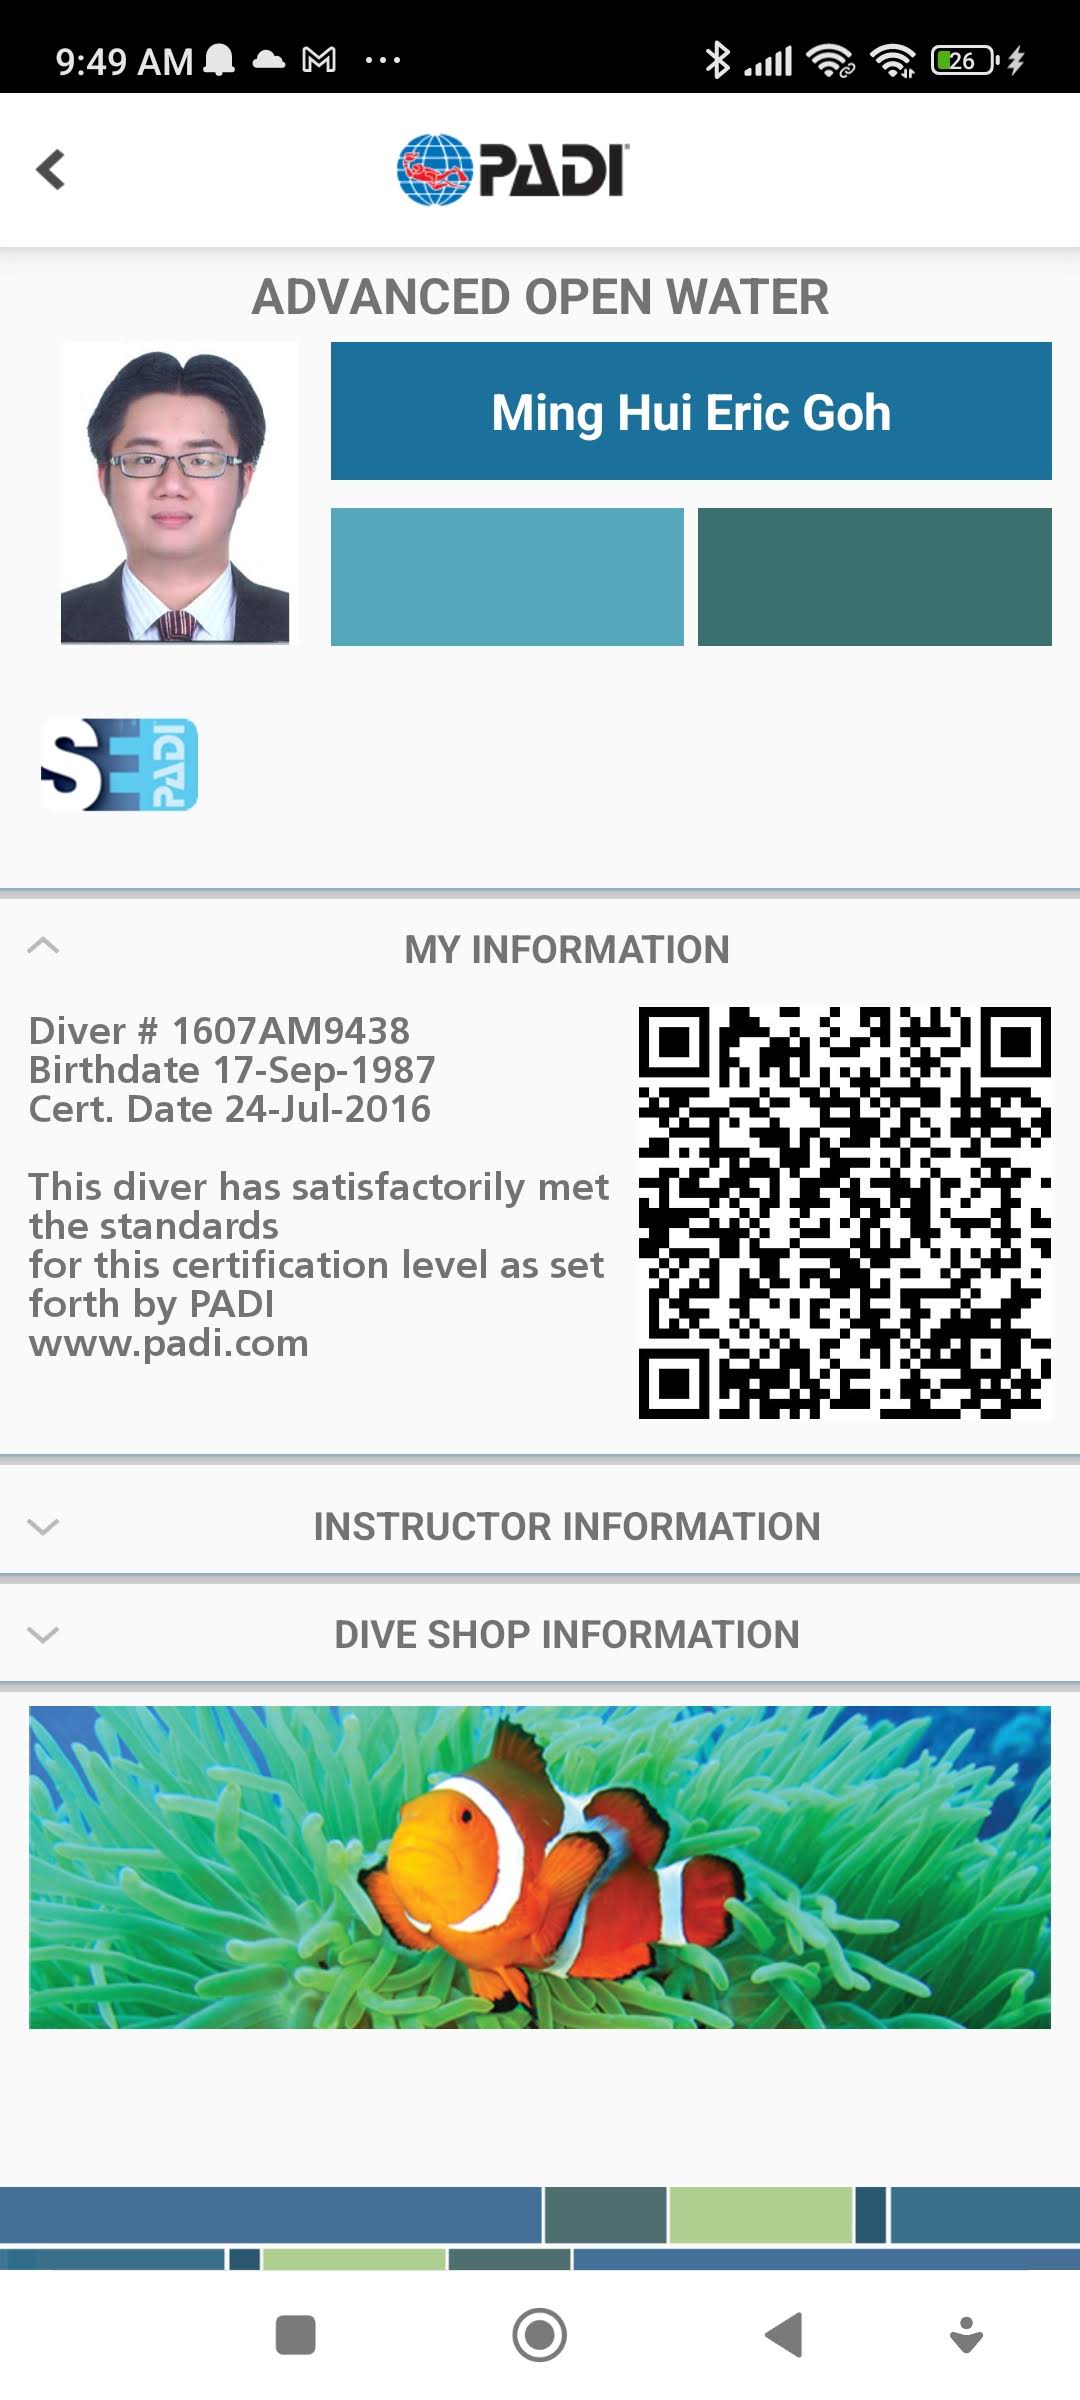 9:49 AM
26
PADI
ADVANCED OPEN WATER
Ming Hui Eric Goh
SEA PADI
MY INFORMATION
Diver # 1607AM9438
Birthdate 17-Sep-1987
Cert. Date 24-Jul-2016
This diver has satisfactorily met
the standards
for this certification level as set
forth by PADI
www.padi.com
INSTRUCTOR INFORMATION
DIVE SHOP INFORMATION